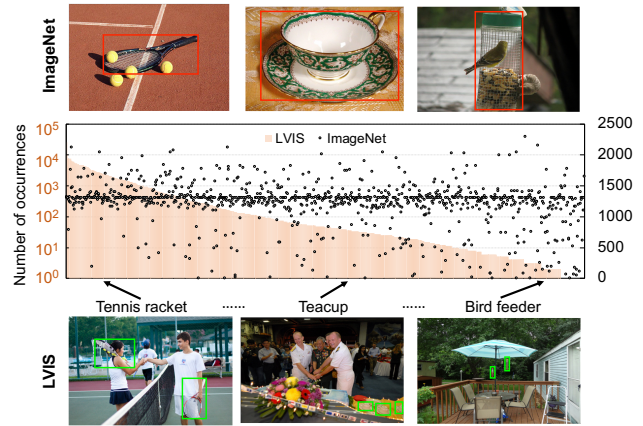 ImageNet
Number of occurrences
10^5
10^4
10^3
10^2
10^1
10^0
LVIS ImageNet
2500
2000
1500
1000
500
0
Tennis racket ...... Teacup ...... Bird feeder
LVIS